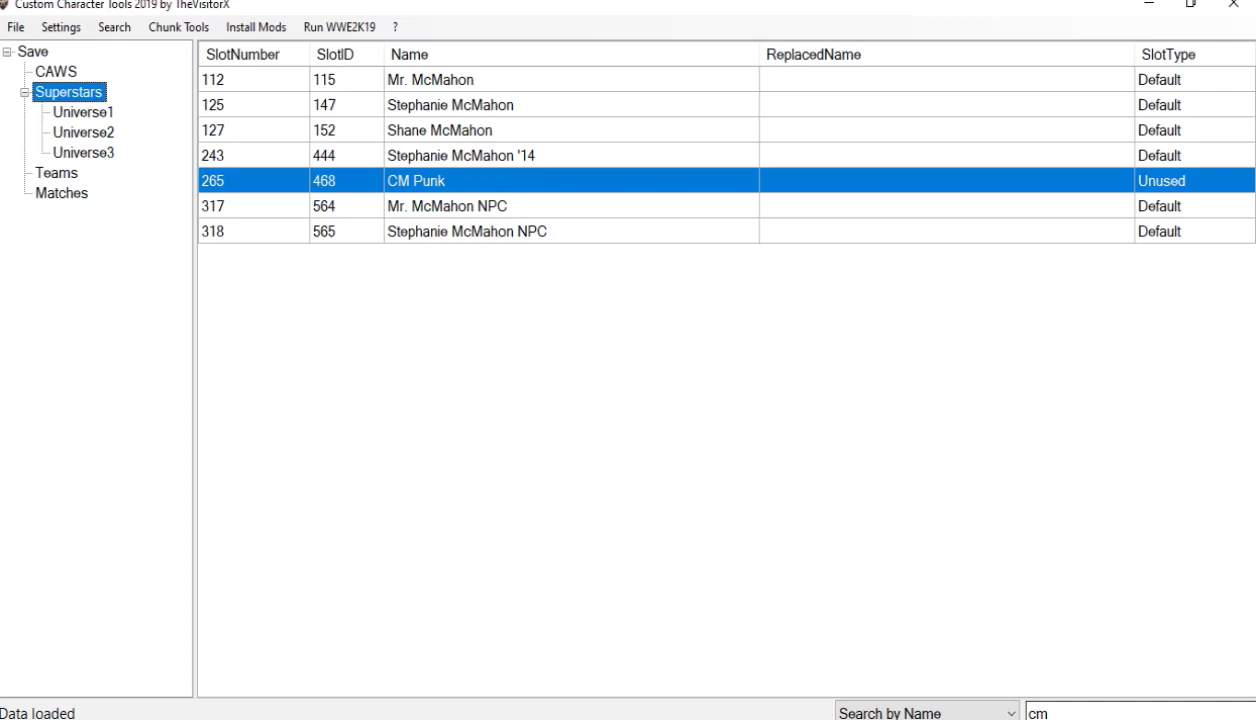 Custom Character Tools 2019 by TheVisitorX
File Settings Search Chunk Tools Install Mods Run WWE2K19 ?
Save
CAWS
Superstars
Universe1
Universe2
Universe3
Teams
Matches
SlotNumber SlotID Name ReplacedName SlotType
112 115 Mr. McMahon Default
125 147 Stephanie McMahon Default
127 152 Shane McMahon Default
243 444 Stephanie McMahon '14 Default
265 468 CM Punk Unused
317 564 Mr. McMahon NPC Default
318 565 Stephanie McMahon NPC Default
Data loaded Search by Name cm